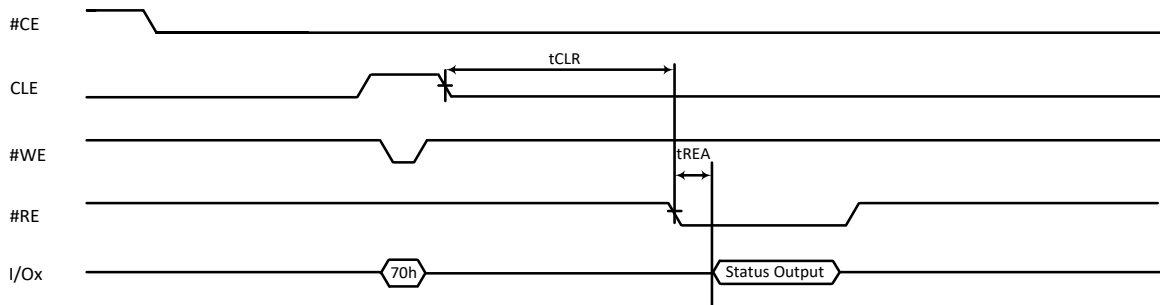 #CE
tCLR
CLE
#WE
tREA
#RE
I/Ox
70h
Status Output